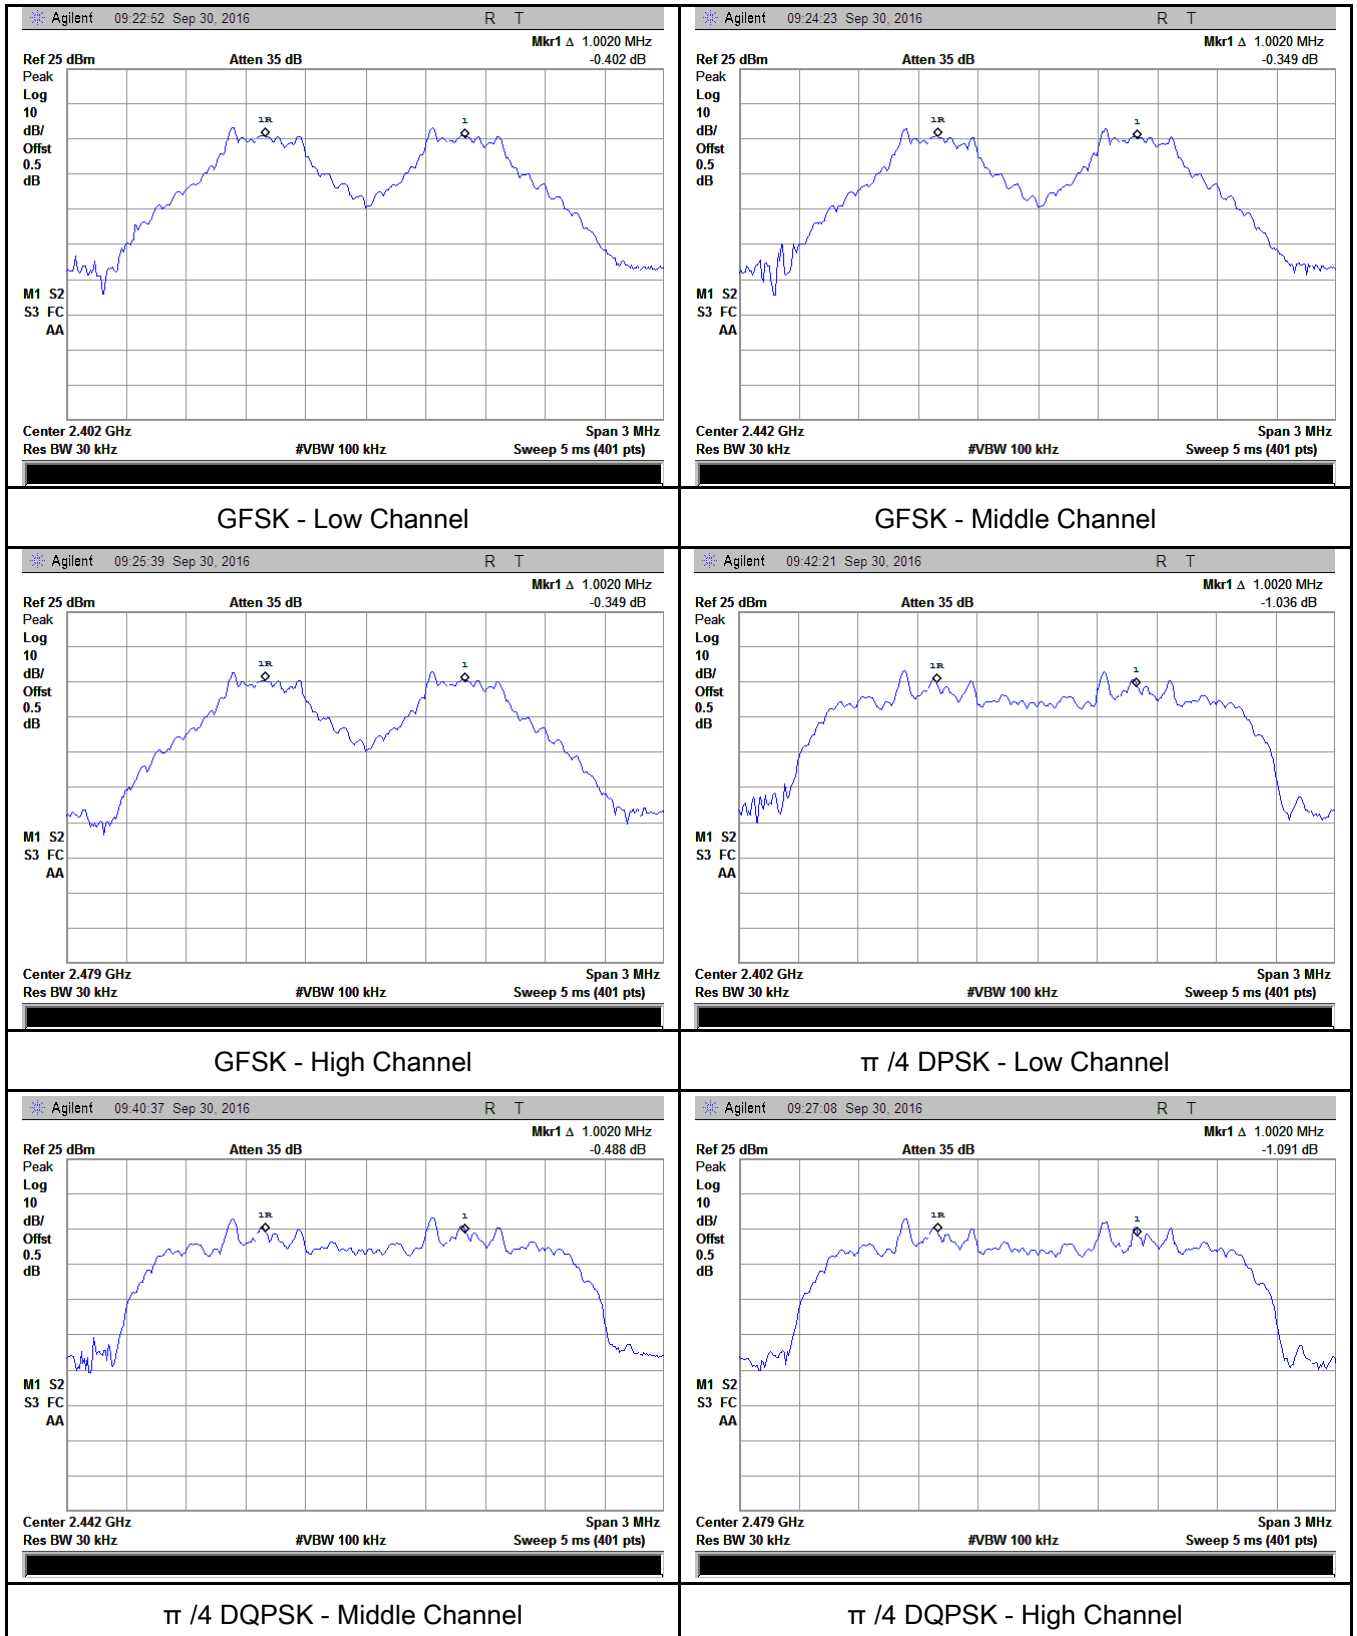 Agilent 09:22:52 Sep 30, 2016 R T
Mkr1 Δ 1.0020 MHz
Ref 25 dBm Atten 35 dB -0.402 dB
Peak
Log
10
dB/
Offst
0.5
dB
1R 1
M1 S2
S3 FC
AA
Center 2.402 GHz Span 3 MHz
Res BW 30 kHz #VBW 100 kHz Sweep 5 ms (401 pts)
GFSK - Low Channel
Agilent 09:24:23 Sep 30, 2016 R T
Mkr1 Δ 1.0020 MHz
Ref 25 dBm Atten 35 dB -0.349 dB
Peak
Log
10
dB/
Offst
0.5
dB
1R 1
M1 S2
S3 FC
AA
Center 2.442 GHz Span 3 MHz
Res BW 30 kHz #VBW 100 kHz Sweep 5 ms (401 pts)
GFSK - Middle Channel
Agilent 09:25:39 Sep 30, 2016 R T
Mkr1 Δ 1.0020 MHz
Ref 25 dBm Atten 35 dB -0.349 dB
Peak
Log
10
dB/
Offst
0.5
dB
1R 1
M1 S2
S3 FC
AA
Center 2.479 GHz Span 3 MHz
Res BW 30 kHz #VBW 100 kHz Sweep 5 ms (401 pts)
GFSK - High Channel
Agilent 09:42:21 Sep 30, 2016 R T
Mkr1 Δ 1.0020 MHz
Ref 25 dBm Atten 35 dB -1.036 dB
Peak
Log
10
dB/
Offst
0.5
dB
1R 1
M1 S2
S3 FC
AA
Center 2.402 GHz Span 3 MHz
Res BW 30 kHz #VBW 100 kHz Sweep 5 ms (401 pts)
π /4 DPSK - Low Channel
Agilent 09:40:37 Sep 30, 2016 R T
Mkr1 Δ 1.0020 MHz
Ref 25 dBm Atten 35 dB -0.488 dB
Peak
Log
10
dB/
Offst
0.5
dB
1R 1
M1 S2
S3 FC
AA
Center 2.442 GHz Span 3 MHz
Res BW 30 kHz #VBW 100 kHz Sweep 5 ms (401 pts)
π /4 DQPSK - Middle Channel
Agilent 09:27:08 Sep 30, 2016 R T
Mkr1 Δ 1.0020 MHz
Ref 25 dBm Atten 35 dB -1.091 dB
Peak
Log
10
dB/
Offst
0.5
dB
1R 1
M1 S2
S3 FC
AA
Center 2.479 GHz Span 3 MHz
Res BW 30 kHz #VBW 100 kHz Sweep 5 ms (401 pts)
π /4 DQPSK - High Channel